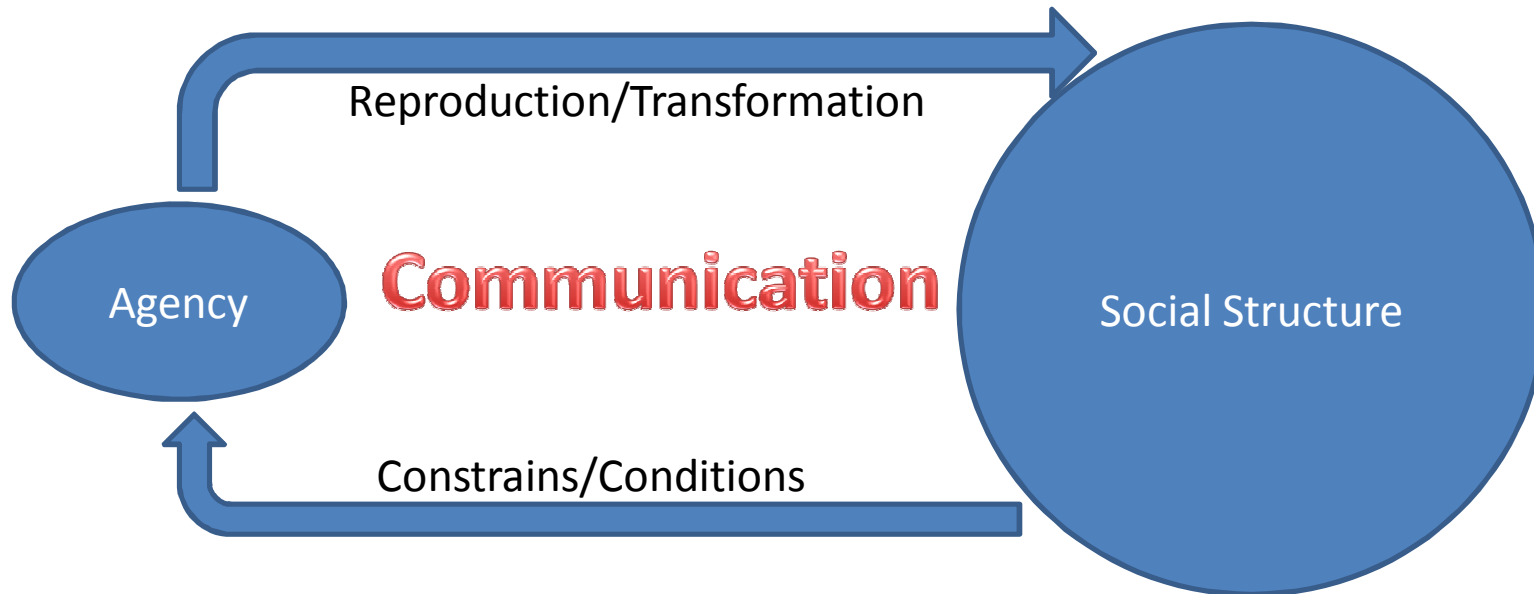 Reproduction/Transformation
Agency
Communication
Social Structure
Constrains/Conditions